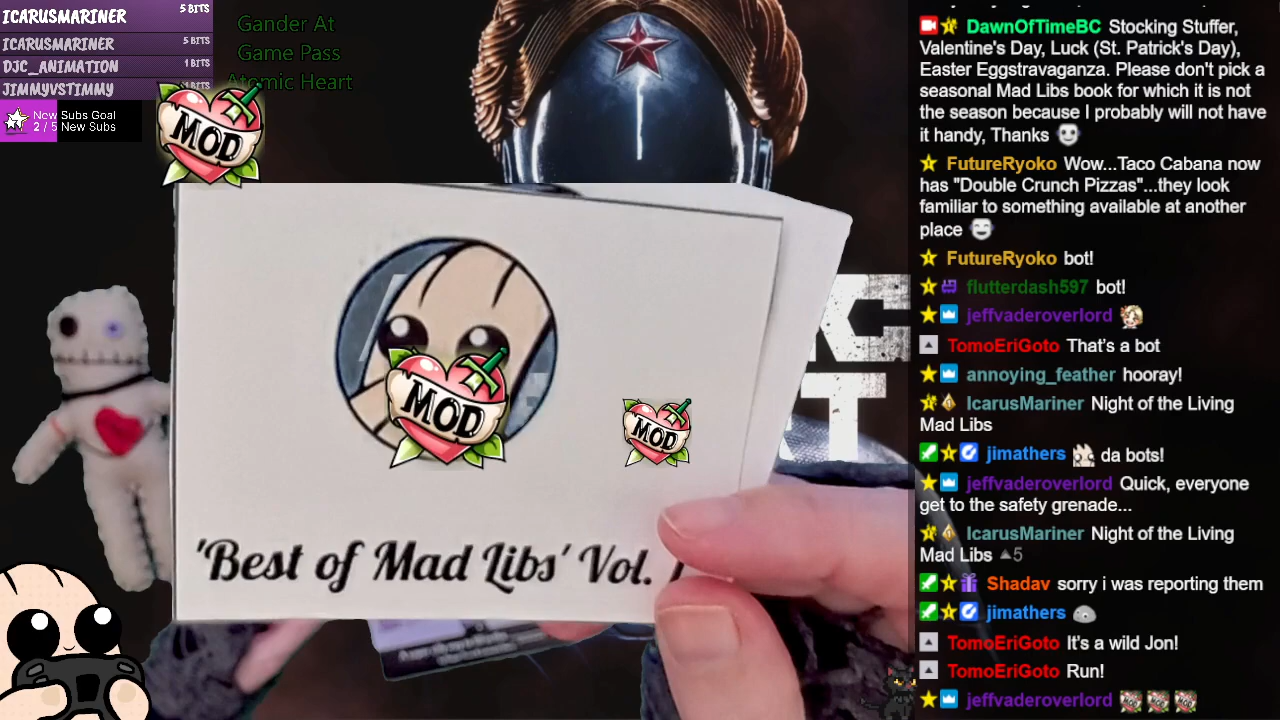 ICARUSMARINER 5 BITS
ICARUSMARINER 5 BITS
DJC_ANIMATION 1 BITS
JIMMYVSTIMMY 1 BITS
New Subs Goal
2 / 5 New Subs
Gander At
Game Pass
Atomic Heart
MOD
MOD
MOD
'Best of Mad Libs' Vol.
DawnOfTimeBC Stocking Stuffer,
Valentine's Day, Luck (St. Patrick's Day),
Easter Eggstravaganza. Please don't pick a
seasonal Mad Libs book for which it is not
the season because I probably will not have
it handy, Thanks
FutureRyoko Wow...Taco Cabana now
has "Double Crunch Pizzas"...they look
familiar to something available at another
place
FutureRyoko bot!
flutterdash597 bot!
jeffvaderoverlord
TomoEriGoto That's a bot
annoying_feather hooray!
IcarusMariner Night of the Living
Mad Libs
jimathers da bots!
jeffvaderoverlord Quick, everyone
get to the safety grenade...
IcarusMariner Night of the Living
Mad Libs 5
Shadav sorry i was reporting them
jimathers
TomoEriGoto It's a wild Jon!
TomoEriGoto Run!
jeffvaderoverlord